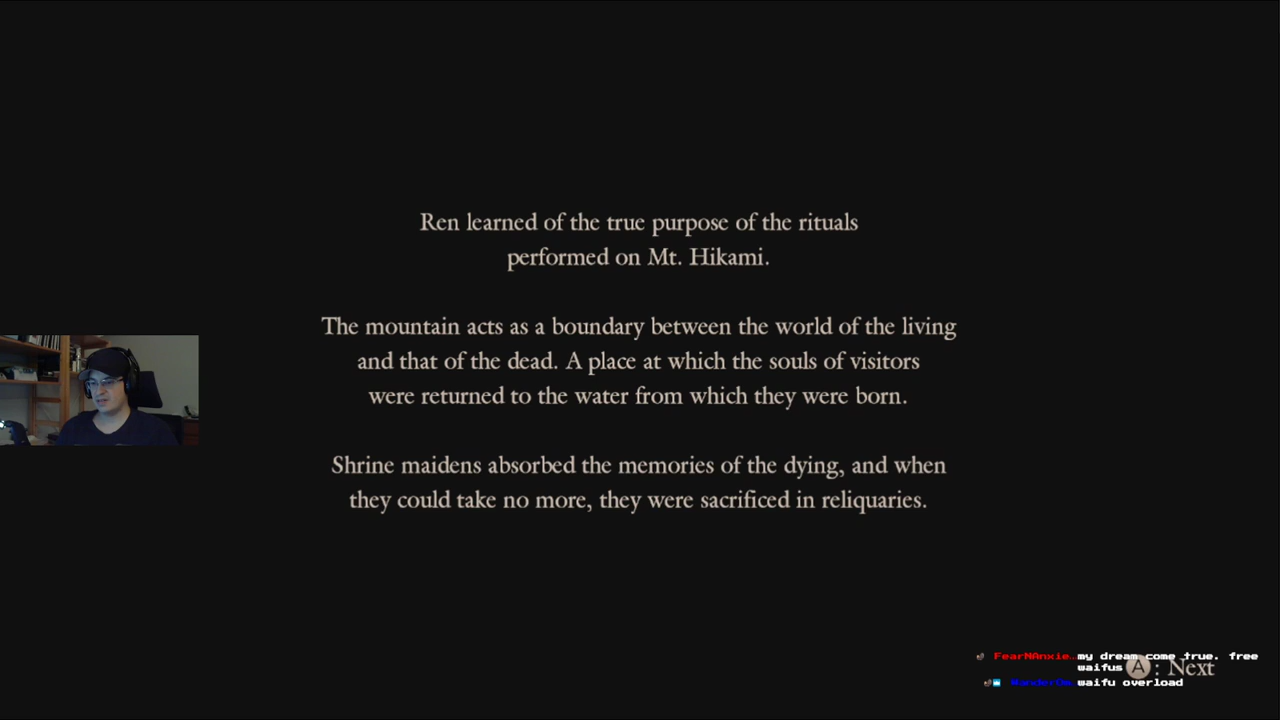 Ren learned of the true purpose of the rituals
performed on Mt. Hikami.
The mountain acts as a boundary between the world of the living
and that of the dead. A place at which the souls of visitors
were returned to the water from which they were born.
Shrine maidens absorbed the memories of the dying, and when
they could take no more, they were sacrificed in reliquaries.
FearNAnxie… my dream come true. free
waifus
A : Next
waifu overload